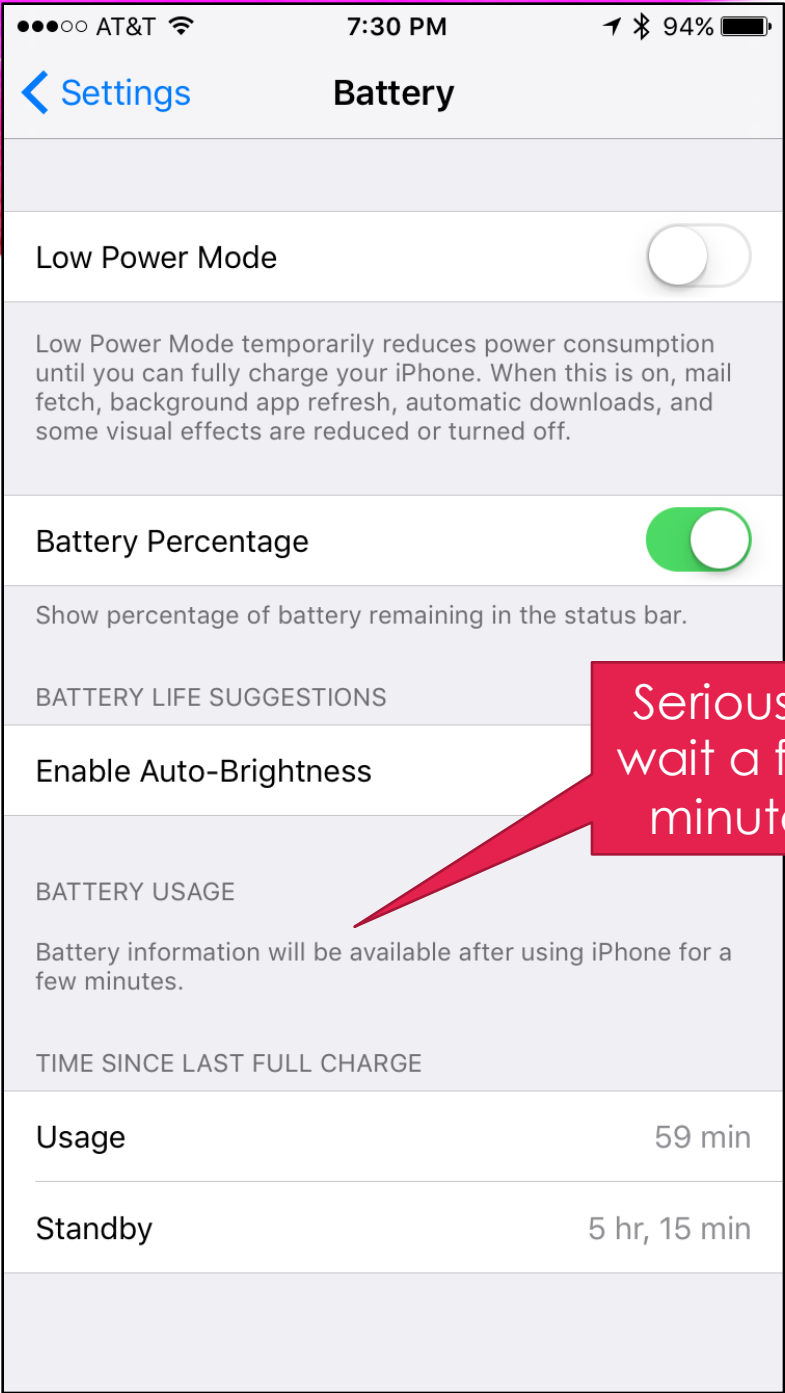 AT&T 7:30 PM 94%
Settings Battery
Low Power Mode
Low Power Mode temporarily reduces power consumption
until you can fully charge your iPhone. When this is on, mail
fetch, background app refresh, automatic downloads, and
some visual effects are reduced or turned off.
Battery Percentage
Show percentage of battery remaining in the status bar.
BATTERY LIFE SUGGESTIONS
Enable Auto-Brightness
wait a
BATTERY USAGE
Battery information will be available after using iPhone for a
few minutes.
TIME SINCE LAST FULL CHARGE
Usage 59 min
Standby 5 hr, 15 min